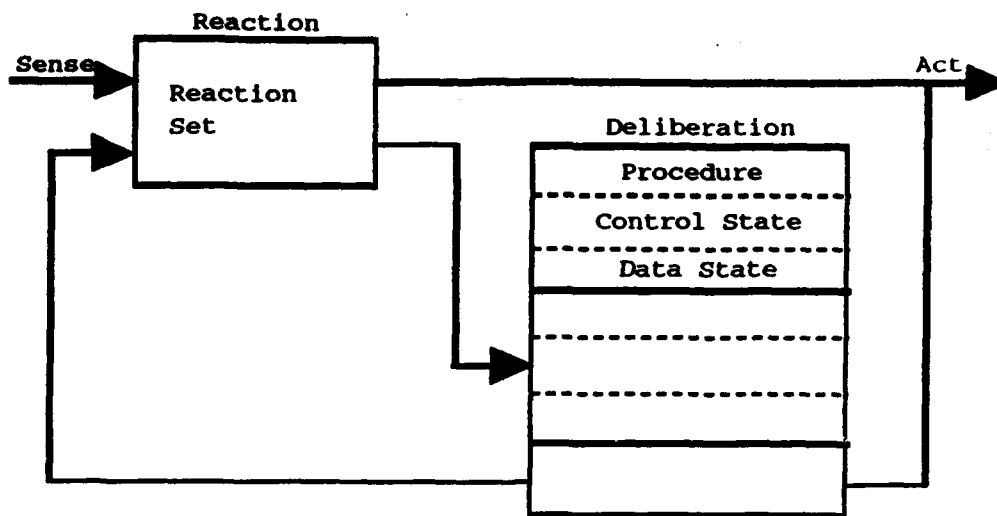 Reaction
Sense
Act
Reaction
Set
Deliberation
Procedure
Control State
Data State